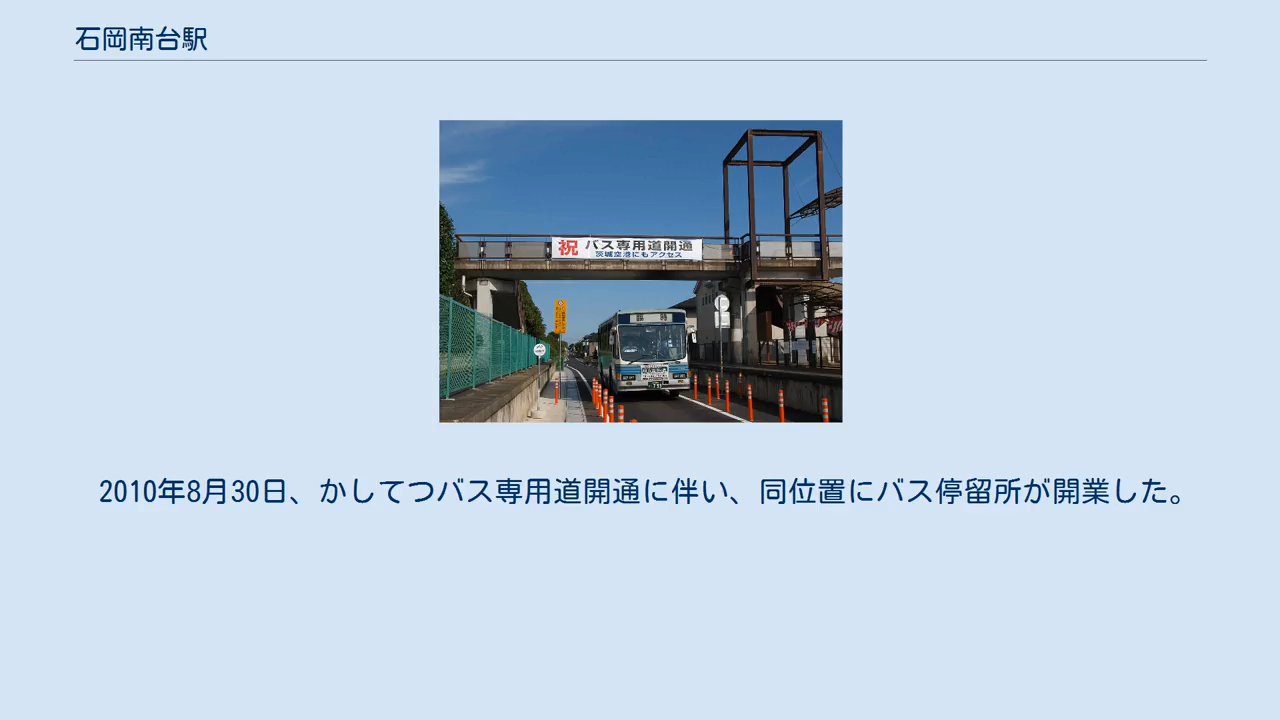 石岡南台駅
祝 バス専用道開通
茨城空港にもアクセス
臨時
2010年8月30日、かしてつバス専用道開通に伴い、同位置にバス停留所が開業した。